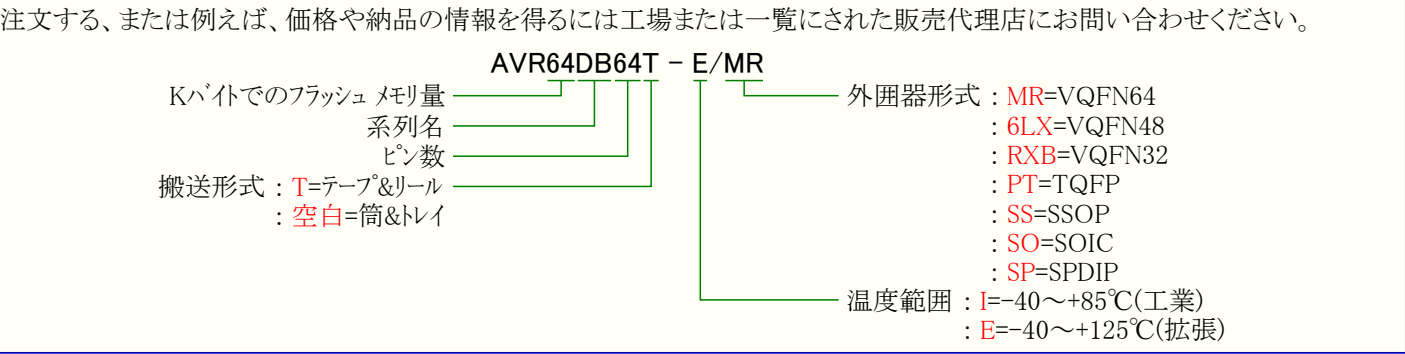 注文する、または例えば、価格や納品の情報を得るには工場または一覧にされた販売代理店にお問い合わせください。
AVR64DB64T - E/MR
Kバイトでのフラッシュ メモリ量
系列名
ピン数
搬送形式 : T=テープ&リール
: 空白=筒&トレイ
外囲器形式 : MR=VQFN64
: 6LX=VQFN48
: RXB=VQFN32
: PT=TQFP
: SS=SSOP
: SO=SOIC
: SP=SPDIP
温度範囲 : I=-40～+85℃(工業)
: E=-40～+125℃(拡張)